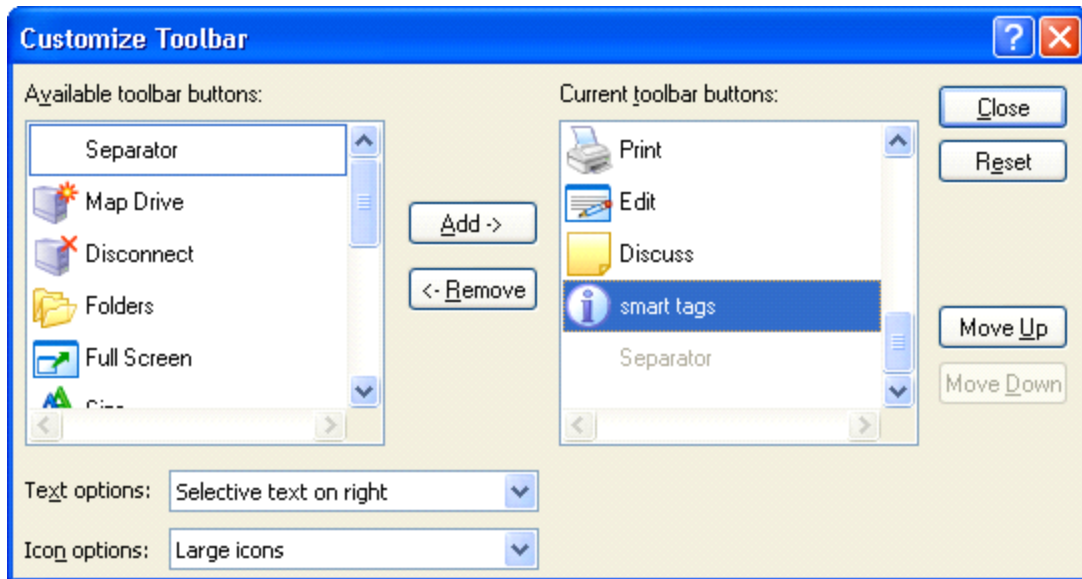 Customize Toolbar
Available toolbar buttons:
Separator
Map Drive
Disconnect
Folders
Full Screen
Add ->
<- Remove
Current toolbar buttons:
Print
Edit
Discuss
smart tags
Separator
Close
Reset
Move Up
Move Down
Text options: Selective text on right
Icon options: Large icons